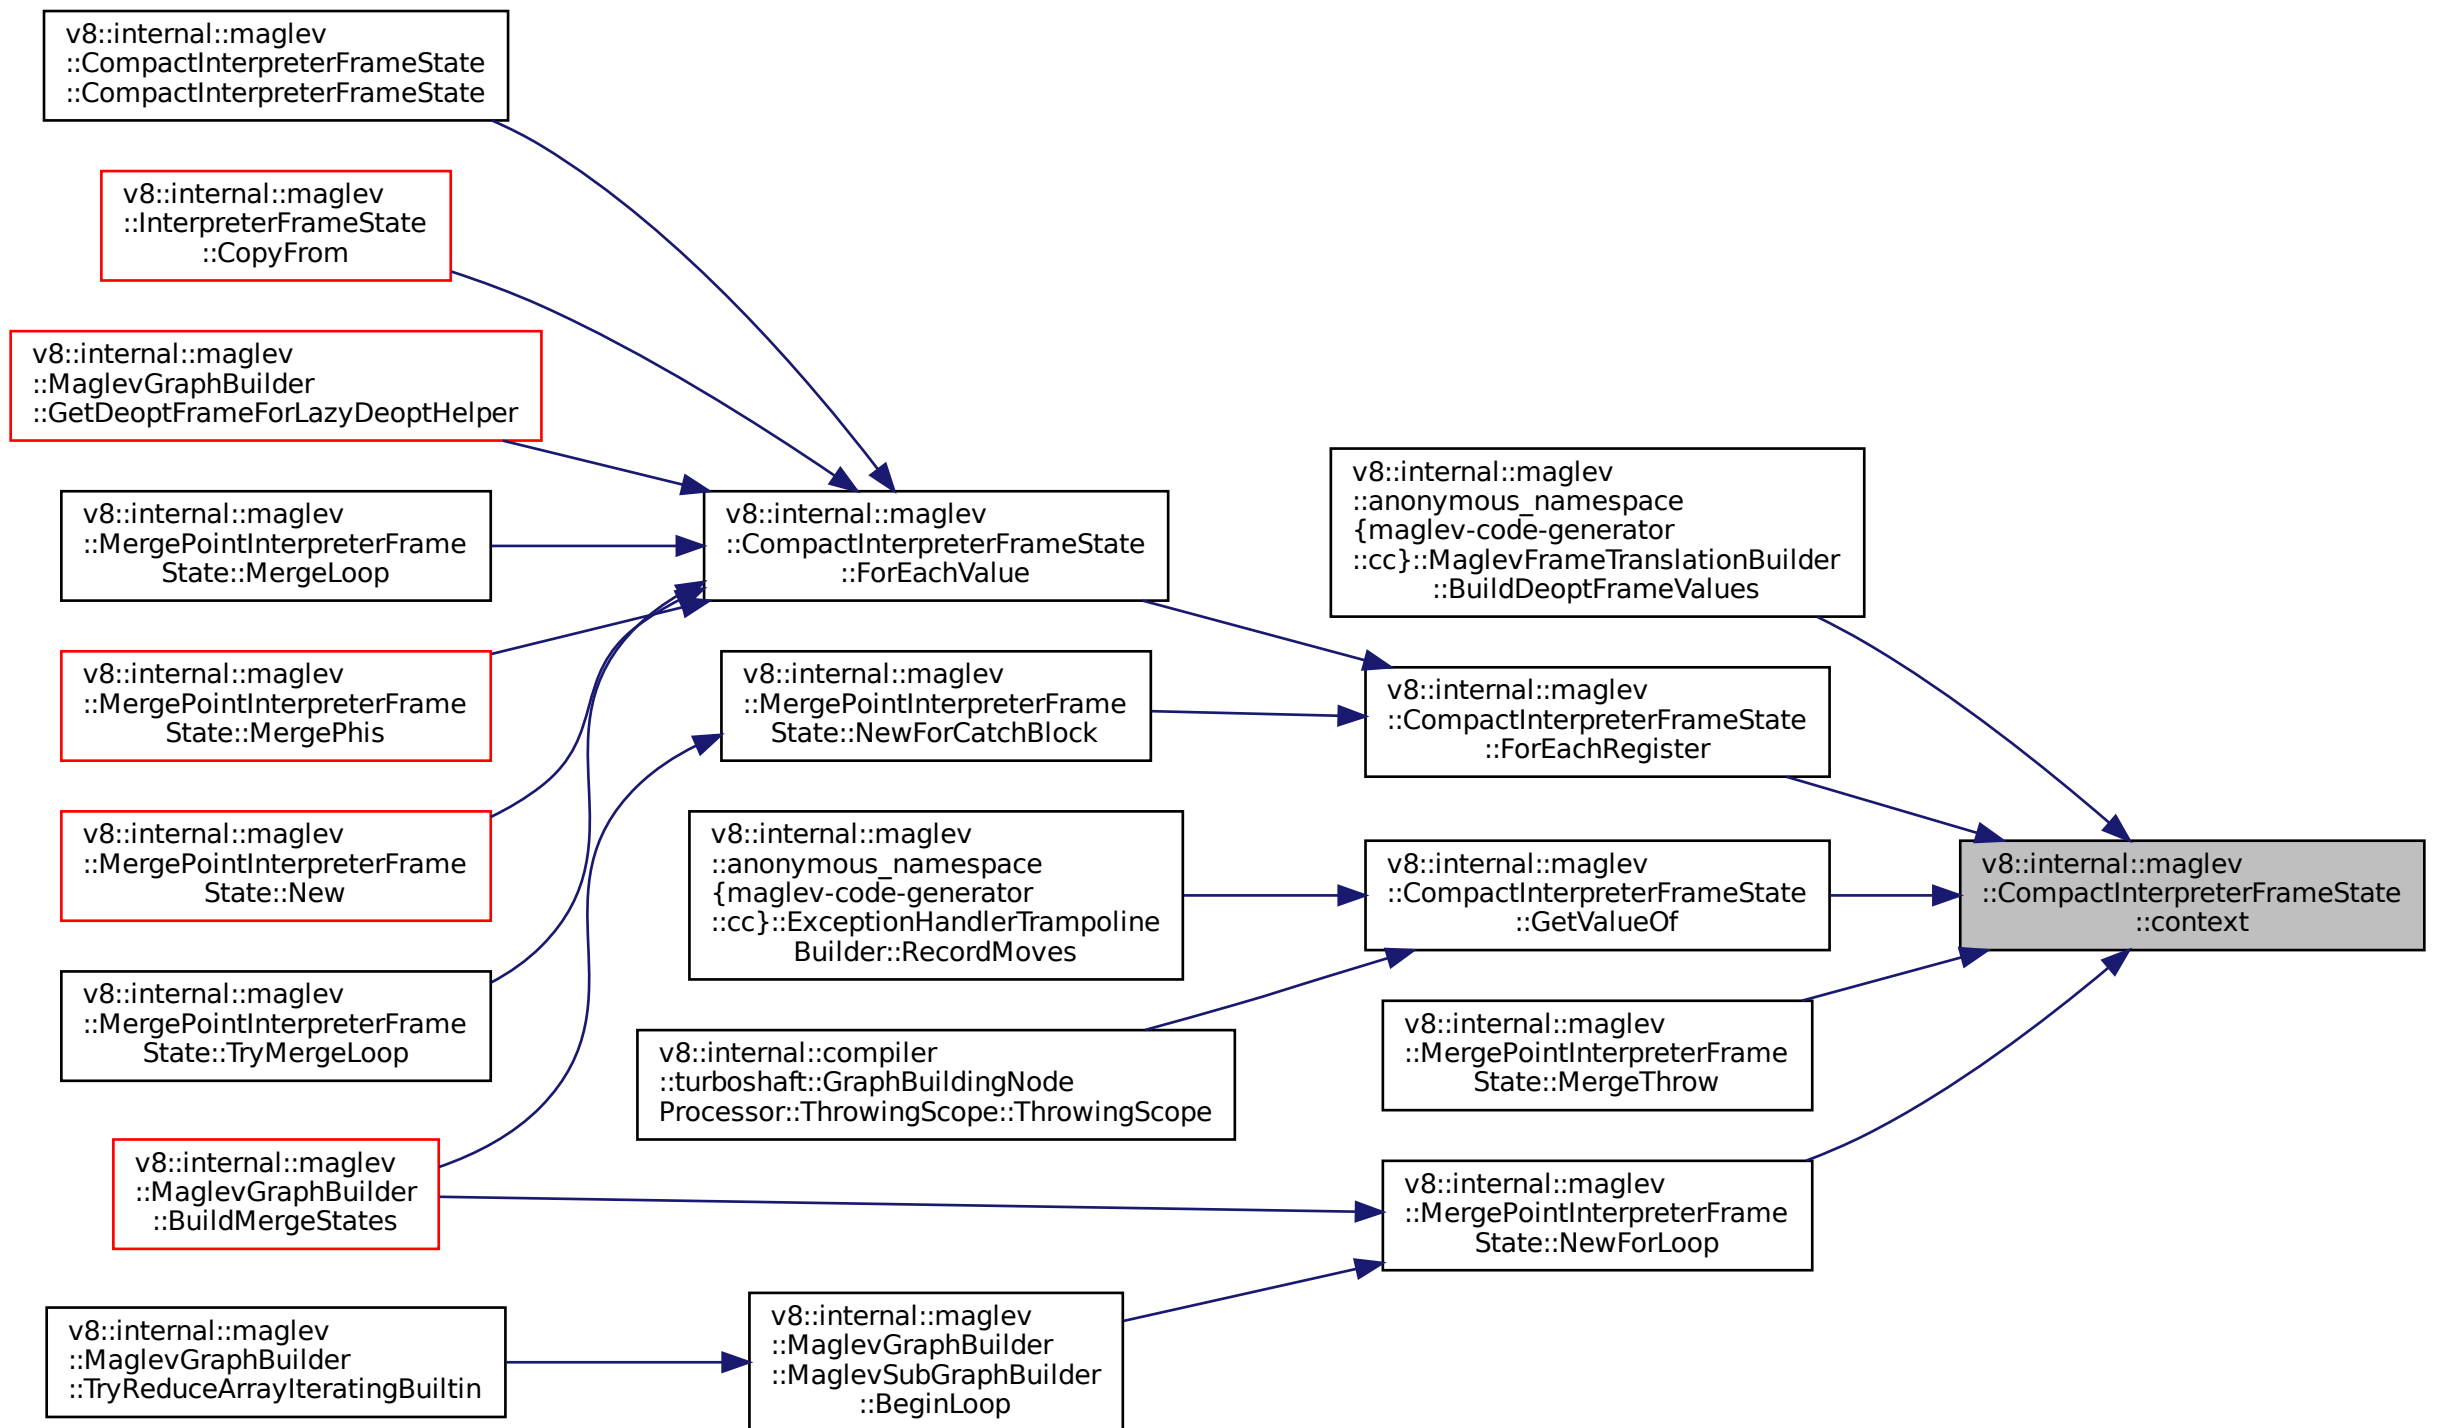 v8::internal::maglev
::CompactInterpreterFrameState
::CompactInterpreterFrameState
v8::internal::maglev
::InterpreterFrameState
::CopyFrom
v8::internal::maglev
::MaglevGraphBuilder
::GetDeoptFrameForLazyDeoptHelper
v8::internal::maglev
::MergePointInterpreterFrame
State::MergeLoop
v8::internal::maglev
::MergePointInterpreterFrame
State::MergePhis
v8::internal::maglev
::MergePointInterpreterFrame
State::New
v8::internal::maglev
::MergePointInterpreterFrame
State::TryMergeLoop
v8::internal::maglev
::MaglevGraphBuilder
::BuildMergeStates
v8::internal::maglev
::MaglevGraphBuilder
::TryReduceArrayIteratingBuiltin
v8::internal::maglev
::CompactInterpreterFrameState
::ForEachValue
v8::internal::maglev
::MergePointInterpreterFrame
State::NewForCatchBlock
v8::internal::maglev
::anonymous_namespace
{maglev-code-generator
::cc}::ExceptionHandlerTrampoline
Builder::RecordMoves
v8::internal::compiler
::turboshaft::GraphBuildingNode
Processor::ThrowingScope::ThrowingScope
v8::internal::maglev
::MaglevGraphBuilder
::MaglevSubGraphBuilder
::BeginLoop
v8::internal::maglev
::anonymous_namespace
{maglev-code-generator
::cc}::MaglevFrameTranslationBuilder
::BuildDeoptFrameValues
v8::internal::maglev
::CompactInterpreterFrameState
::ForEachRegister
v8::internal::maglev
::CompactInterpreterFrameState
::GetValueOf
v8::internal::maglev
::MergePointInterpreterFrame
State::MergeThrow
v8::internal::maglev
::MergePointInterpreterFrame
State::NewForLoop
v8::internal::maglev
::CompactInterpreterFrameState
::context